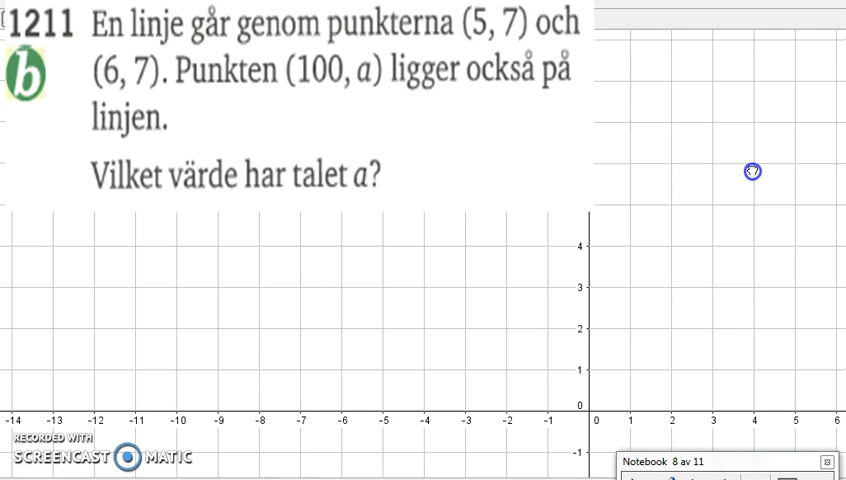 1211 En linje går genom punkterna (5, 7) och
b (6, 7). Punkten (100, a) ligger också på
linjen.
Vilket värde har talet a?
4
3
2
1
0
-14 -13 -12 -11 -10 -9 -8 -7 -6 -5 -4 -3 -2 -1 0 1 2 3 4 5 6
-1
RECORDED WITH
SCREENCAST MATIC
Notebook 8 av 11